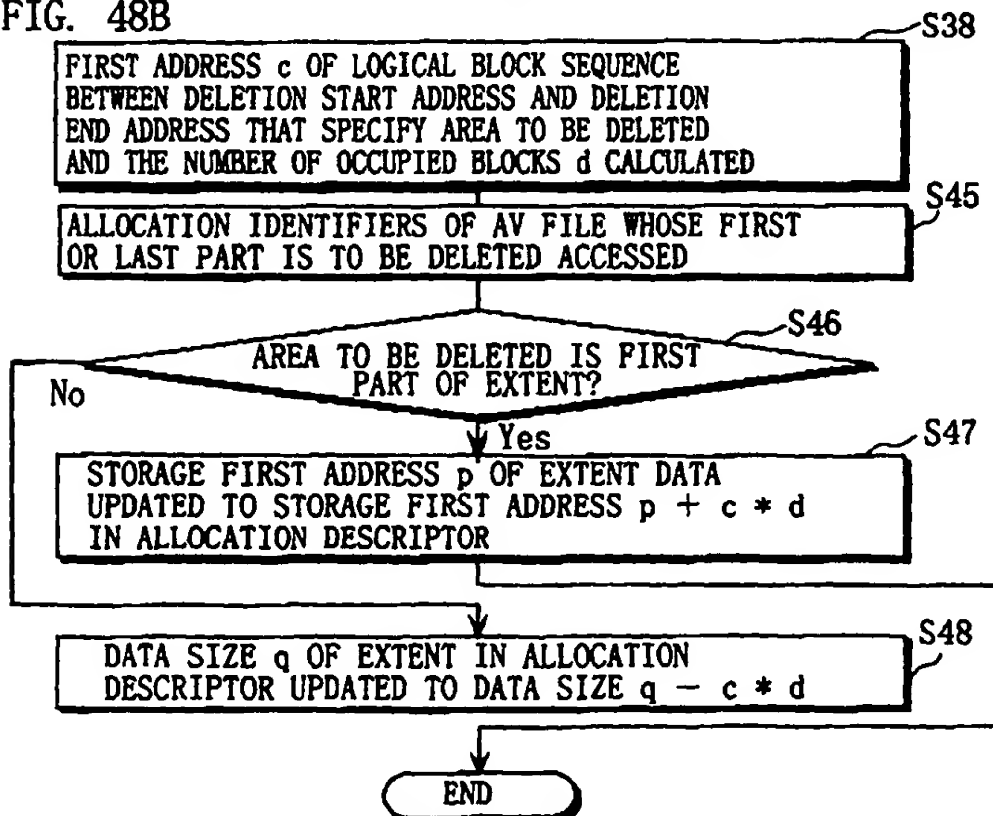 FIG. 48B
S38
FIRST ADDRESS c OF LOGICAL BLOCK SEQUENCE
BETWEEN DELETION START ADDRESS AND DELETION
END ADDRESS THAT SPECIFY AREA TO BE DELETED
AND THE NUMBER OF OCCUPIED BLOCKS d CALCULATED
S45
ALLOCATION IDENTIFIERS OF AV FILE WHOSE FIRST
OR LAST PART IS TO BE DELETED ACCESSED
S46
AREA TO BE DELETED IS FIRST
PART OF EXTENT?
No
Yes
S47
STORAGE FIRST ADDRESS p OF EXTENT DATA
UPDATED TO STORAGE FIRST ADDRESS p + c * d
IN ALLOCATION DESCRIPTOR
S48
DATA SIZE q OF EXTENT IN ALLOCATION
DESCRIPTOR UPDATED TO DATA SIZE q - c * d
END